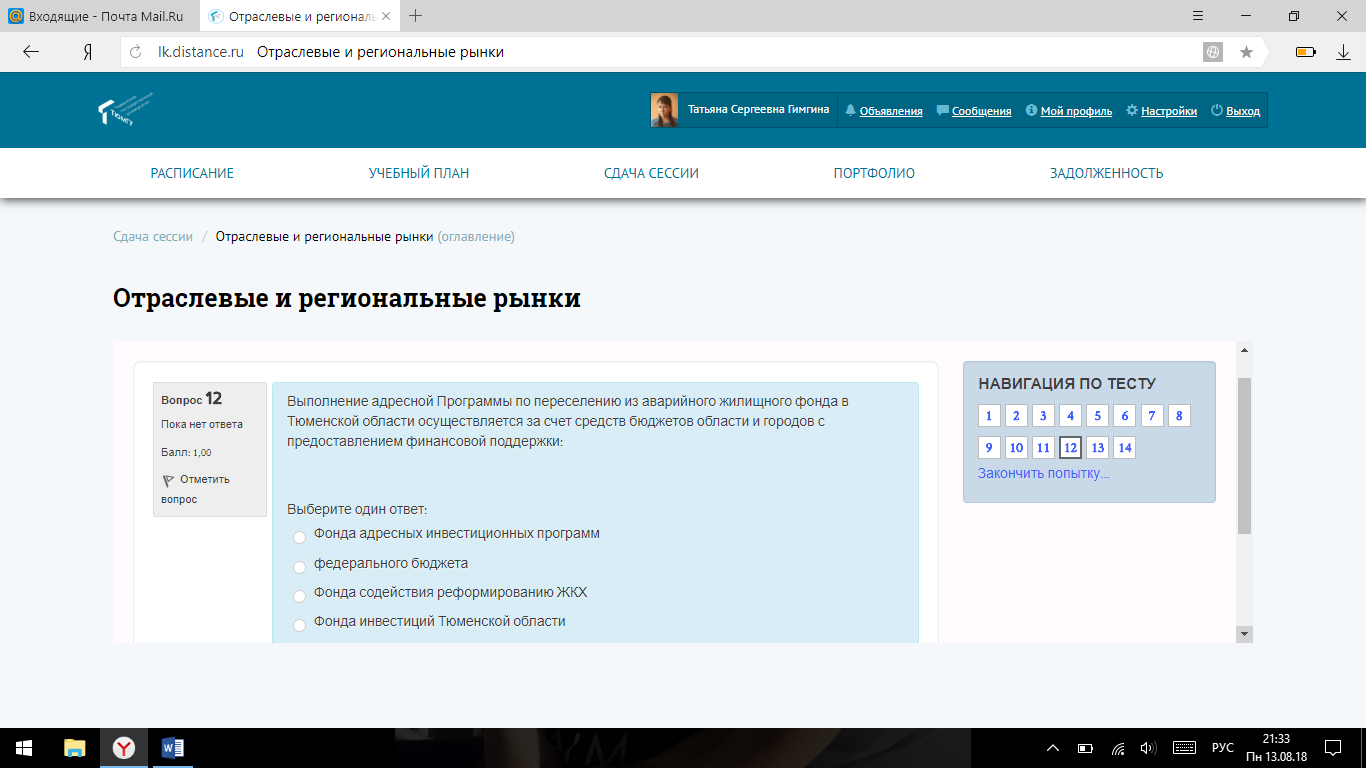 Входящие - Почта Mail.Ru
Отраслевые и региональ
lk.distance.ru Отраслевые и региональные рынки
ТюмГУ
Татьяна Сергеевна Гимгина Объявления Сообщения Мой профиль Настройки Выход
РАСПИСАНИЕ УЧЕБНЫЙ ПЛАН СДАЧА СЕССИИ ПОРТФОЛИО ЗАДОЛЖЕННОСТЬ
Сдача сессии / Отраслевые и региональные рынки (оглавление)
Отраслевые и региональные рынки
Вопрос 12
Пока нет ответа
Балл: 1,00
Отметить
вопрос
Выполнение адресной Программы по переселению из аварийного жилищного фонда в
Тюменской области осуществляется за счет средств бюджетов области и городов с
предоставлением финансовой поддержки:
Выберите один ответ:
Фонда адресных инвестиционных программ
федерального бюджета
Фонда содействия реформированию ЖКХ
Фонда инвестиций Тюменской области
НАВИГАЦИЯ ПО ТЕСТУ
1 2 3 4 5 6 7 8
9 10 11 12 13 14
Закончить попытку...
РУС
21:33
Пн 13.08.18